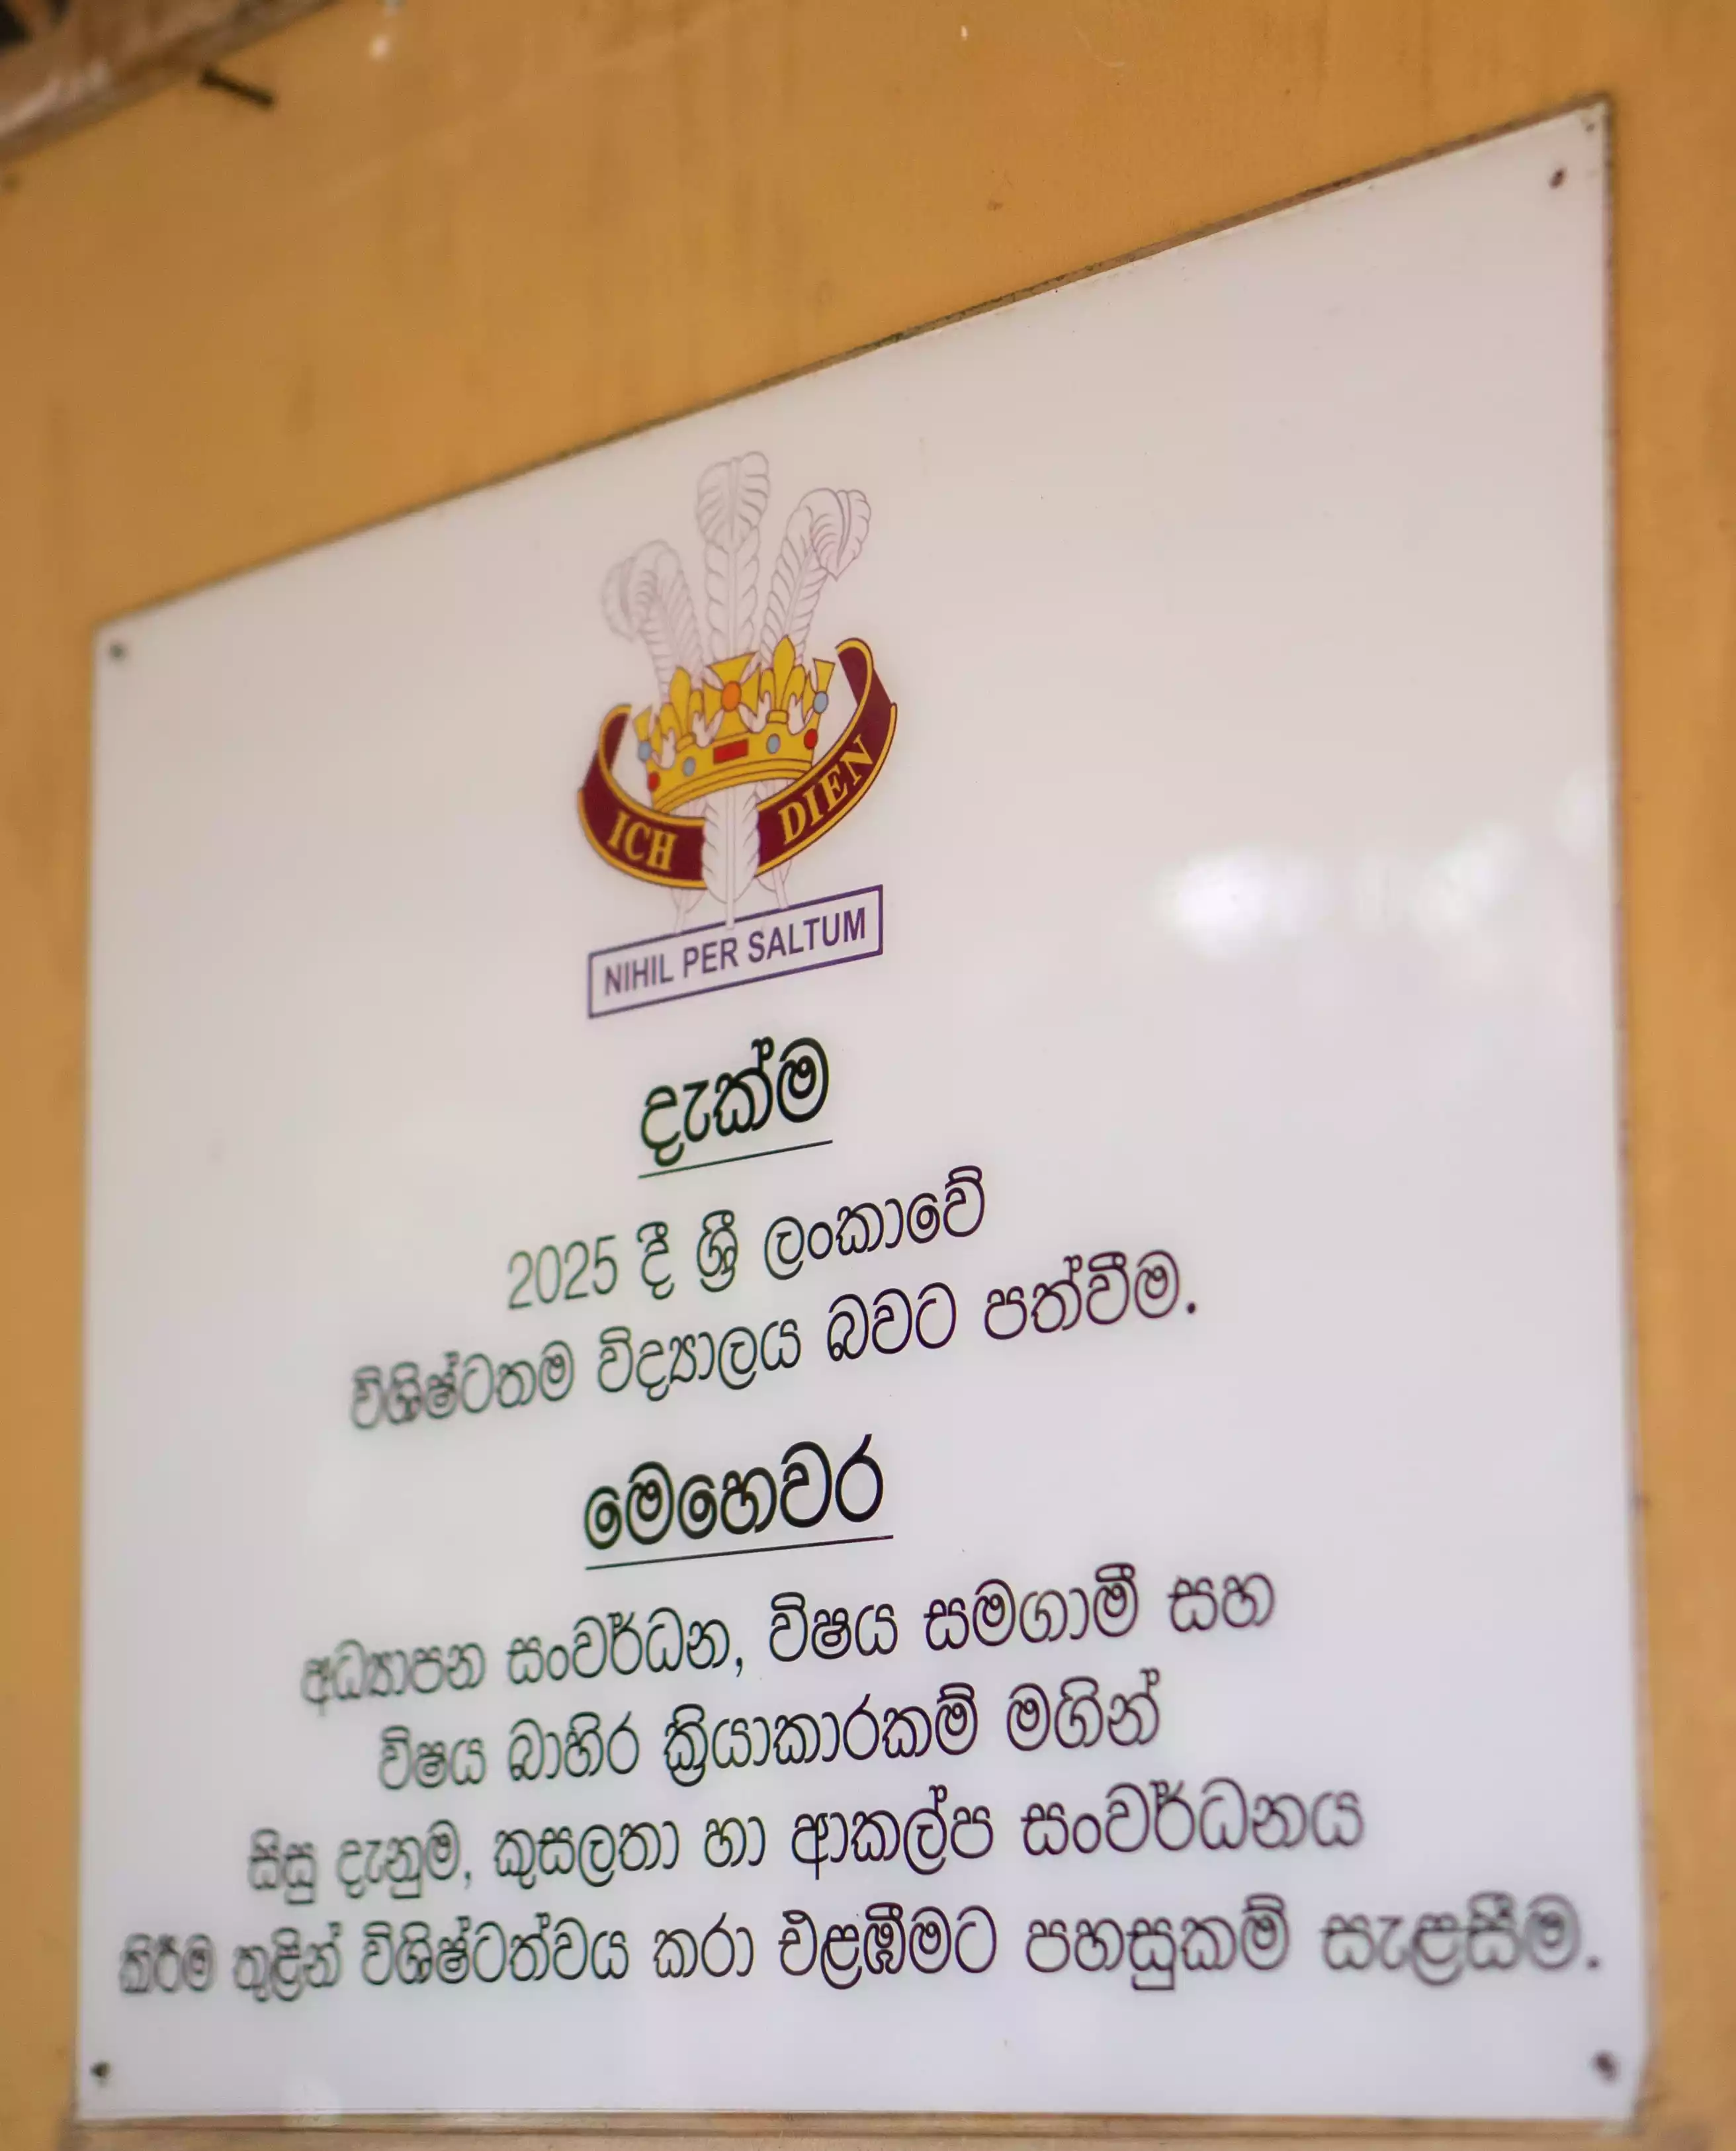 ICH DIEN
NIHIL PER SALTUM
දැක්ම
2025 දී ශ්‍රී ලංකාවේ
විශිෂ්ටතම විද්‍යාලය බවට පත්වීම.
මෙහෙවර
අධ්‍යාපන සංවර්ධන, විෂය සමගාමී සහ
විෂය බාහිර ක්‍රියාකාරකම් මගින්
සිසු දැනුම, කුසලතා හා ආකල්ප සංවර්ධනය
කිරීම තුළින් විශිෂ්ටත්වය කරා එළඹීමට පහසුකම් සැළසීම.